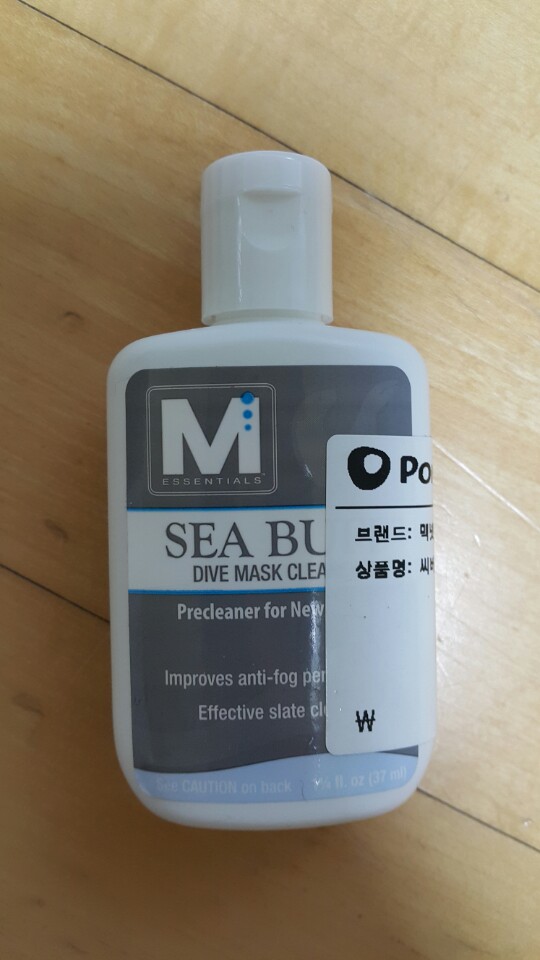 M
ESSENTIALS
SEA BU
DIVE MASK CLEA
Precleaner for New
Improves anti-fog per
Effective slate cle
See CAUTION on back
fl. oz (37 ml)
Po
브랜드:
상품명: 씨
₩